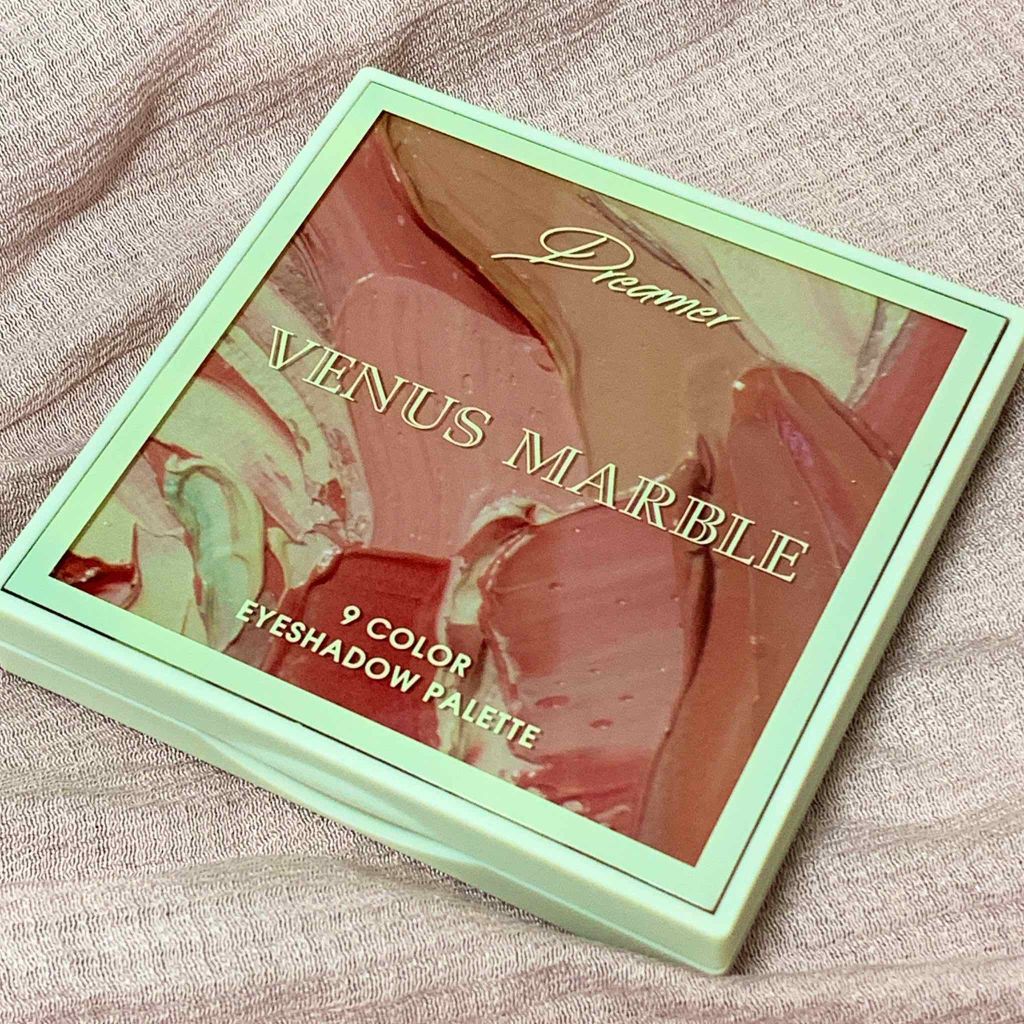 Dreamer
VENUS MARBLE
9 COLOR
EYESHADOW PALETTE